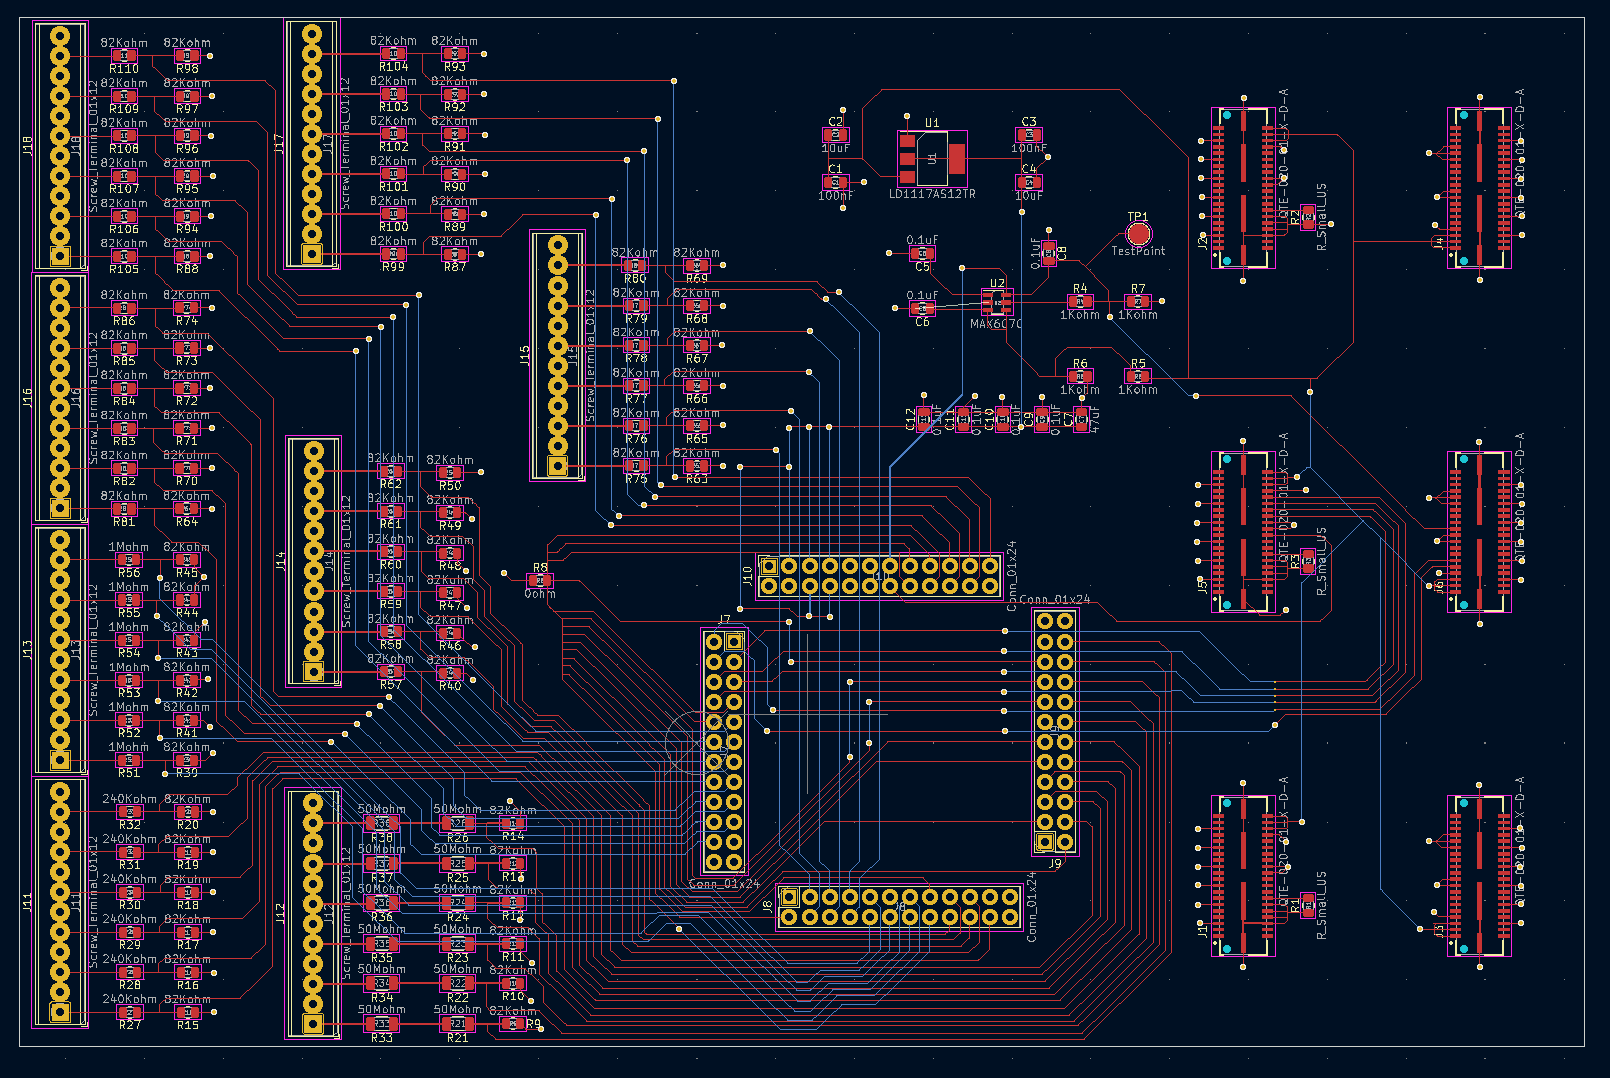 82Kohm 82Kohm
R110 R98
82Kohm 82Kohm
R109 R97
82Kohm 82Kohm
R108 R96
82Kohm 82Kohm
R107 R95
82Kohm 82Kohm
R106 R94
82Kohm 82Kohm
R105 R88
J18
J18
Screw_Terminal_01x12
82Kohm 82Kohm
R104 R93
82Kohm 82Kohm
R103 R92
82Kohm 82Kohm
R102 R91
82Kohm 82Kohm
R101 R90
82Kohm 82Kohm
R100 R89
82Kohm 82Kohm
R99 R87
J17
J17
Screw_Terminal_01x12
82Kohm 82Kohm
R86 R74
82Kohm 82Kohm
R85 R73
82Kohm 82Kohm
R84 R72
82Kohm 82Kohm
R83 R71
82Kohm 82Kohm
R82 R70
82Kohm 82Kohm
R81 R64
J16
J16
Screw_Terminal_01x12
82Kohm 82Kohm
R80 R69
82Kohm 82Kohm
R79 R68
82Kohm 82Kohm
R78 R67
82Kohm 82Kohm
R77 R66
82Kohm 82Kohm
R76 R65
82Kohm 82Kohm
R75 R63
J15
J15
Screw_Terminal_01x12
82Kohm 82Kohm
R62 R50
82Kohm 82Kohm
R61 R49
82Kohm 82Kohm
R60 R48
82Kohm 82Kohm
R59 R47
82Kohm 82Kohm
R58 R46
82Kohm 82Kohm
R57 R40
J14
J14
Screw_Terminal_01x12
1Mohm 82Kohm
R56 R45
1Mohm 82Kohm
R55 R44
1Mohm 82Kohm
R54 R43
1Mohm 82Kohm
R53 R42
1Mohm 82Kohm
R52 R41
1Mohm 82Kohm
R51 R39
J13
J13
Screw_Terminal_01x12
240Kohm 82Kohm
R32 R20
240Kohm 82Kohm
R31 R19
240Kohm 82Kohm
R30 R18
240Kohm 82Kohm
R29 R17
240Kohm 82Kohm
R28 R16
240Kohm 82Kohm
R27 R15
J11
J11
Screw_Terminal_01x12
50Mohm 50Mohm 82Kohm
R38 R26 R14
50Mohm 50Mohm 82Kohm
R37 R25
50Mohm 50Mohm 82Kohm
R36 R24
50Mohm 50Mohm 82Kohm
R35 R23 R11
50Mohm 50Mohm 82Kohm
R34 R22 R10
50Mohm 50Mohm 82Kohm
R33 R21 R9
J12
J12
Screw_Terminal_01x12
C2
10uF
C1
100nF
U1
U1
LD1117AS12TR
C3
100nF
C4
10uF
TP1
TestPoint
0.1uF
C5
0.1uF
C8
0.1uF
C6
U2
R4 R7
1Kohm 1Kohm
R6 R5
1Kohm 1Kohm
C12
0.1uF
C11
0.1uF
C10
0.1uF
C9
0.1uF
C7
47uF
R8
0ohm
J10
J10
Conn_01x24
J7
J7
Conn_01x24
Conn_01x24
J9
J9
J8
J8
Conn_01x24
J2
R2
R_Small_US
QTE-020-01-X-D-A
J4
QTE-020-01-X-D-A
J5
R3
R_Small_US
QTE-020-01-X-D-A
J6
QTE-020-01-X-D-A
J1
R1
R_Small_US
QTE-020-01-X-D-A
J3
QTE-020-01-X-D-A